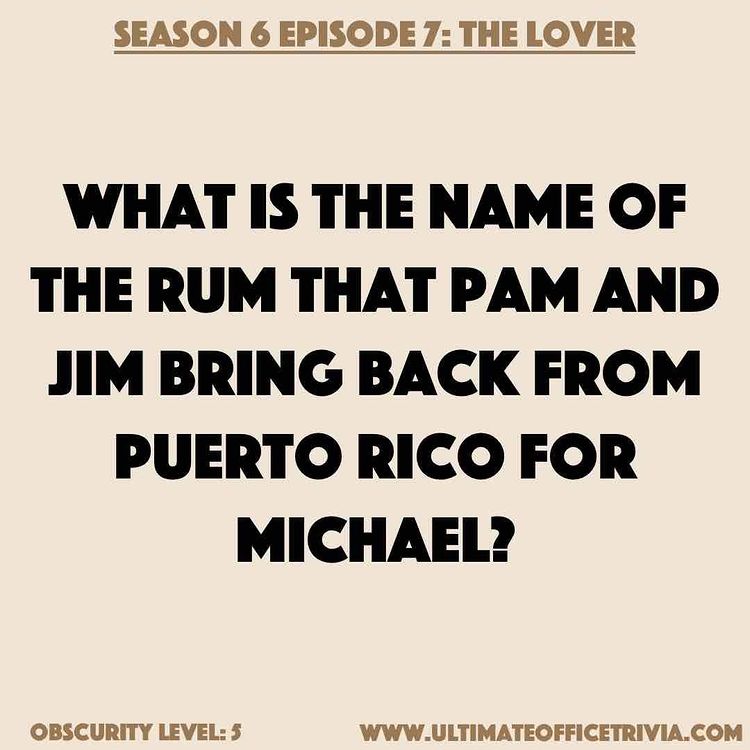 SEASON 6 EPISODE 7: THE LOVER
WHAT IS THE NAME OF
THE RUM THAT PAM AND
JIM BRING BACK FROM
PUERTO RICO FOR
MICHAEL?
OBSCURITY LEVEL: 5
WWW.ULTIMATEOFFICETRIVIA.COM